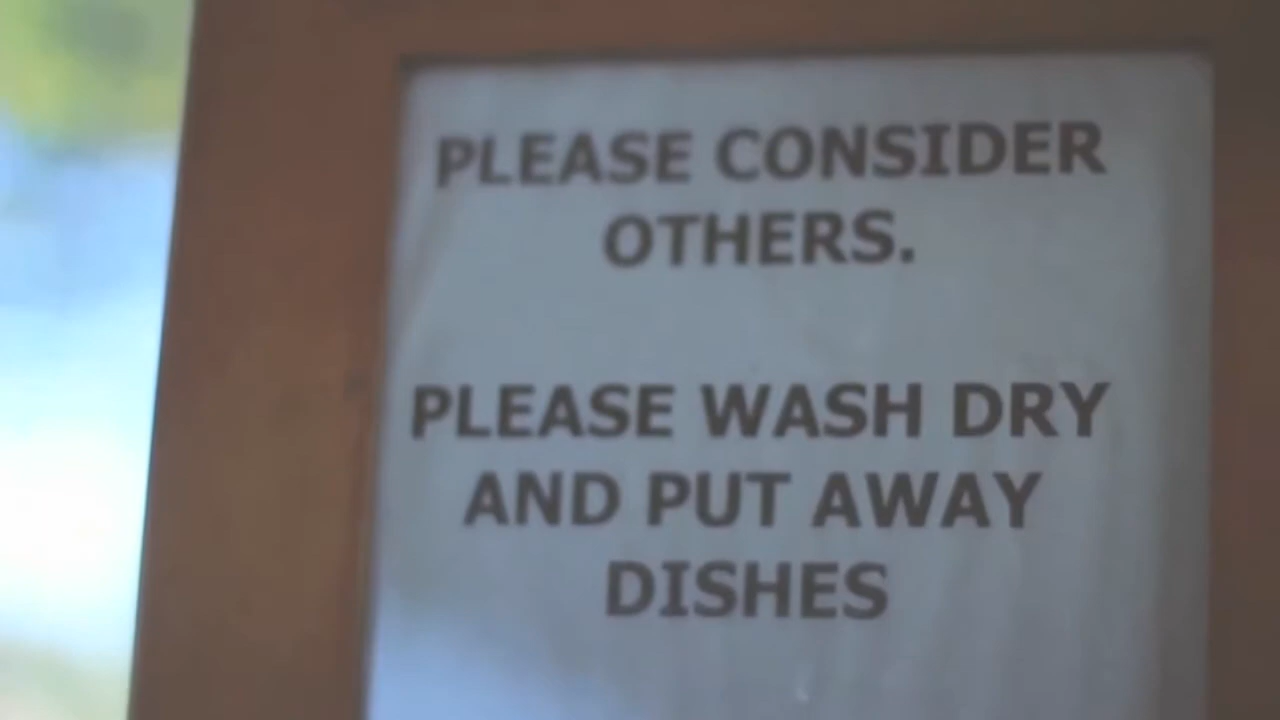 PLEASE CONSIDER
OTHERS.
PLEASE WASH DRY
AND PUT AWAY
DISHES